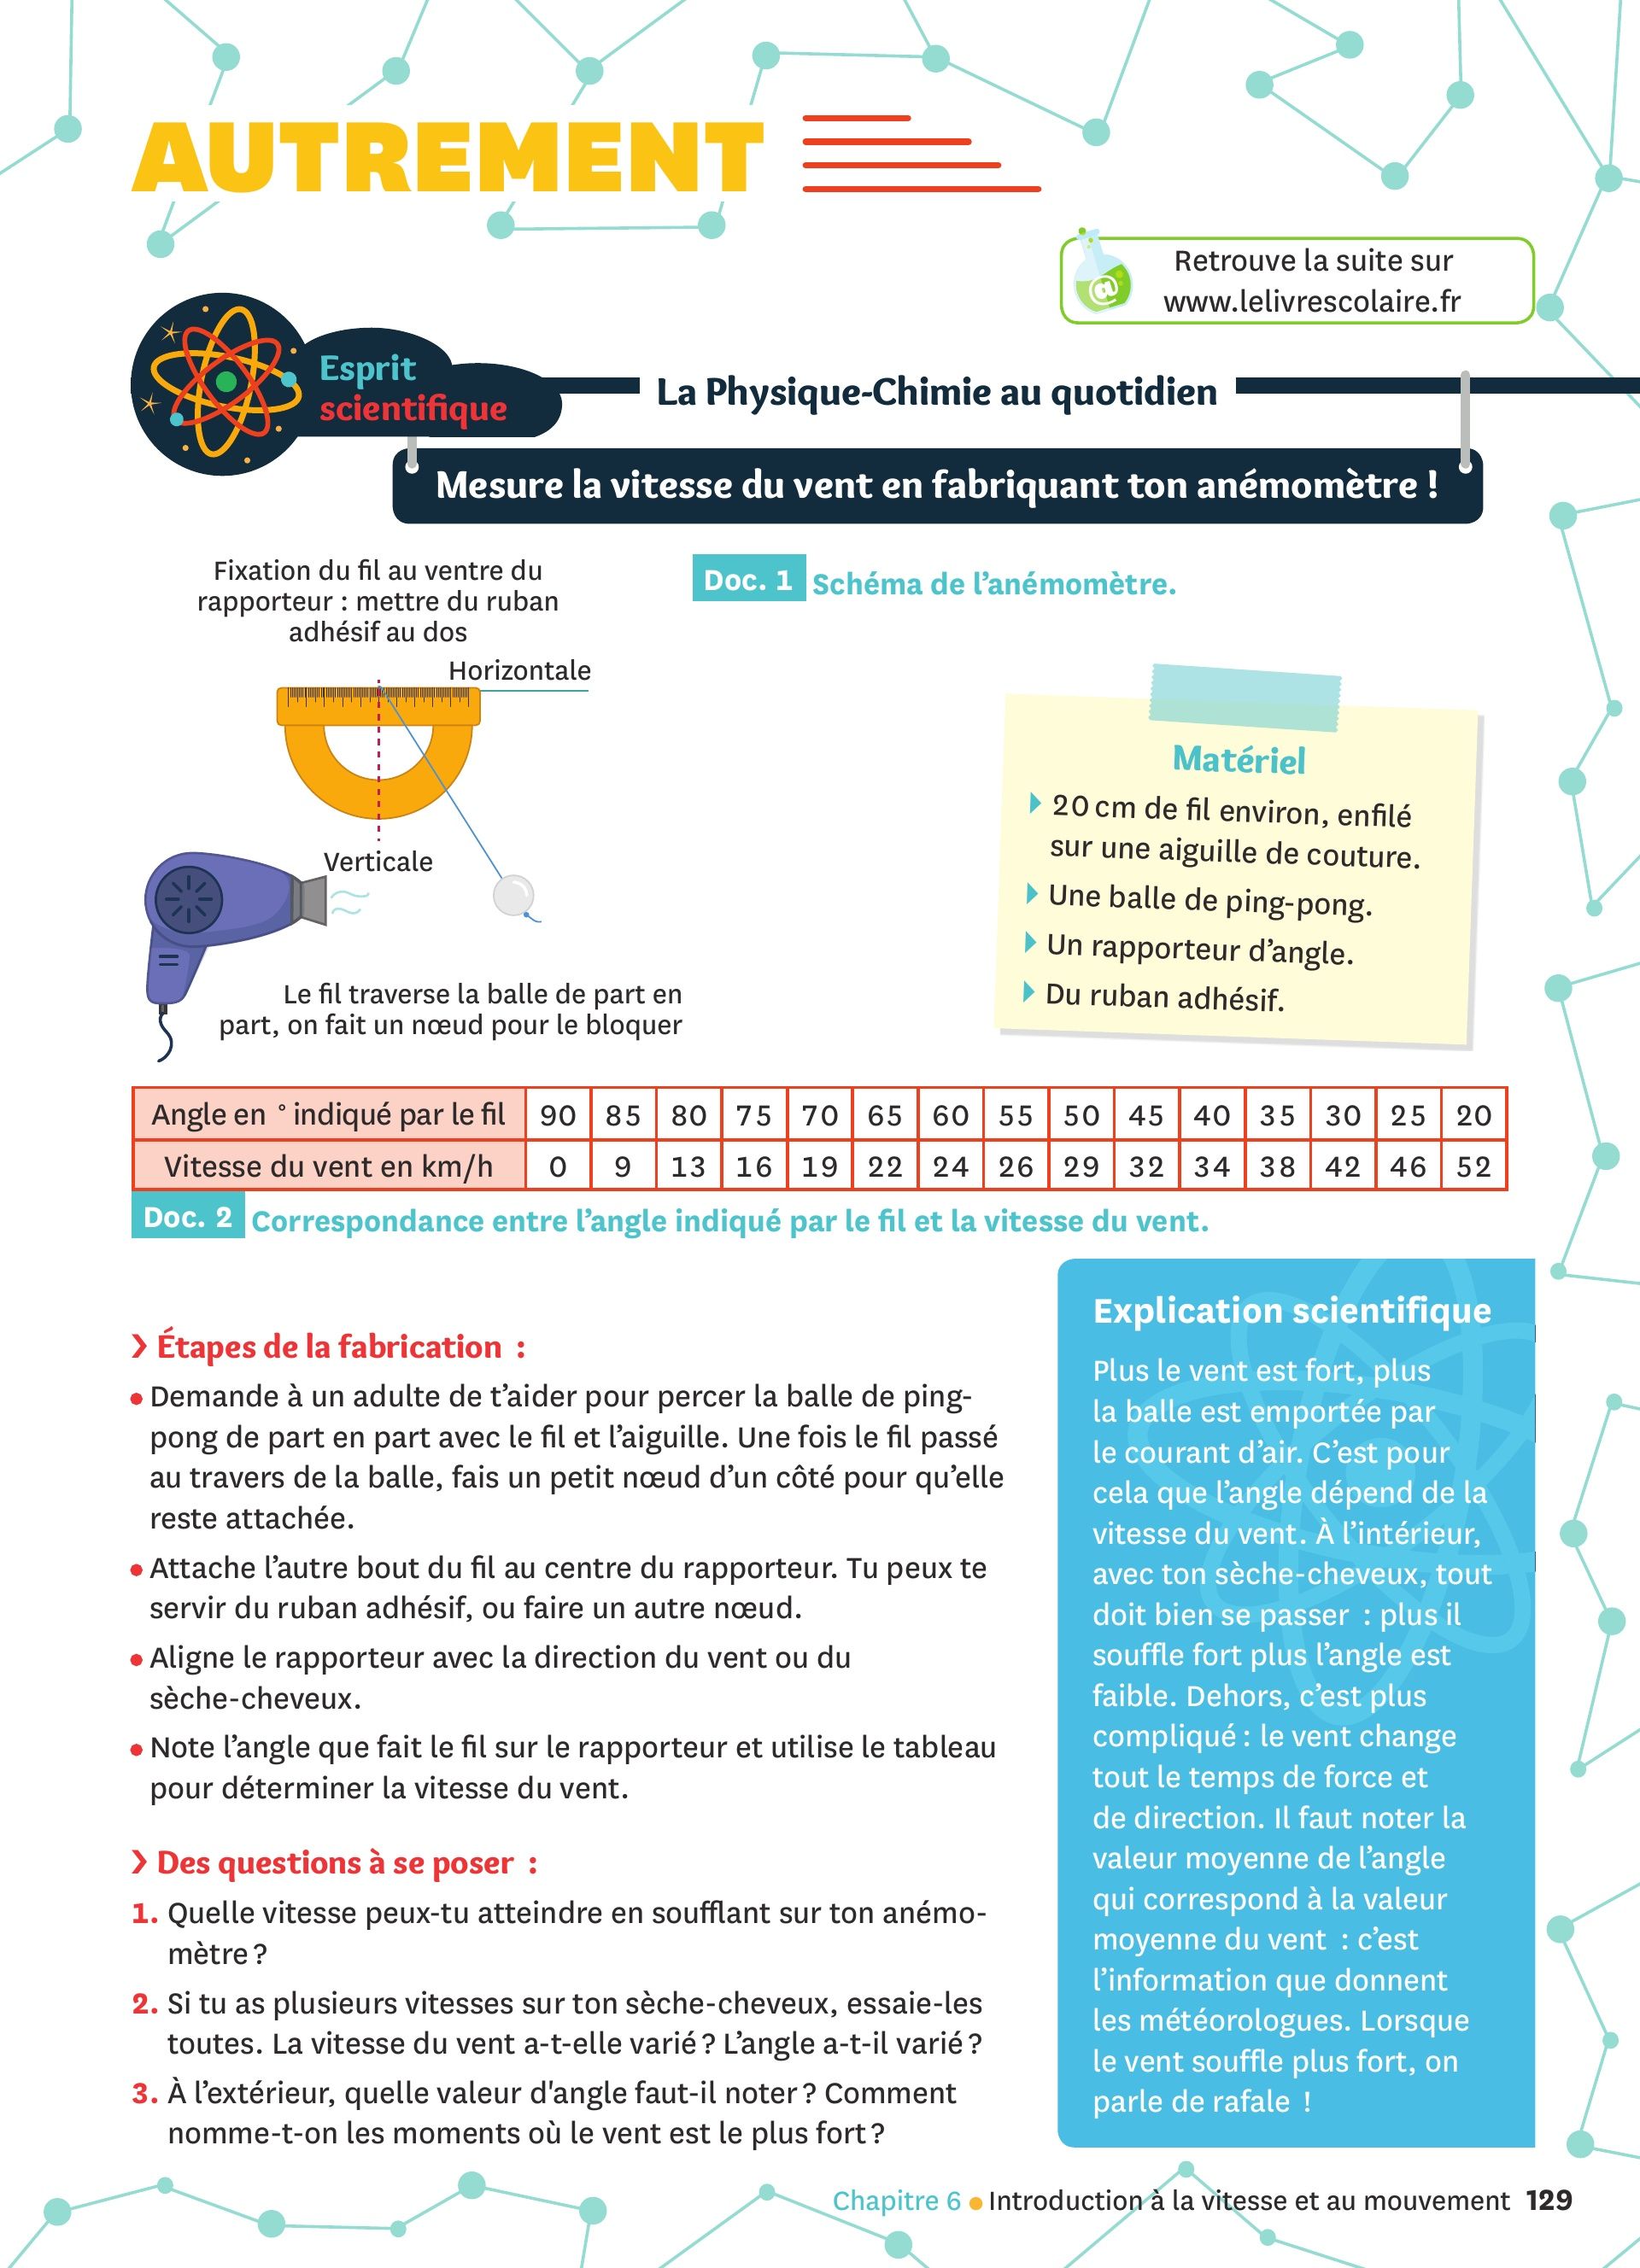 AUTREMENT
Retrouve la suite sur
www.lelivrescolaire.fr
Esprit
scientifique
La Physique-Chimie au quotidien
Mesure la vitesse du vent en fabriquant ton anémomètre !
Fixation du fil au ventre du
rapporteur : mettre du ruban
adhésif au dos
Horizontale
Verticale
Le fil traverse la balle de part en
part, on fait un nœud pour le bloquer
Doc. 1 Schéma de l'anémomètre.
Matériel
20 cm de fil environ, enfilé
sur une aiguille de couture.
Une balle de ping-pong.
Un rapporteur d'angle.
Du ruban adhésif.
Angle en ° indiqué par le fil 90 85 80 75 70 65 60 55 50 45 40 35 30 25 20
Vitesse du vent en km/h 0 9 13 16 19 22 24 26 29 32 34 38 42 46 52
Doc. 2 Correspondance entre l'angle indiqué par le fil et la vitesse du vent.
Étapes de la fabrication :
• Demande à un adulte de t'aider pour percer la balle de ping-
pong de part en part avec le fil et l'aiguille. Une fois le fil passé
au travers de la balle, fais un petit nœud d'un côté pour qu'elle
reste attachée.
• Attache l'autre bout du fil au centre du rapporteur. Tu peux te
servir du ruban adhésif, ou faire un autre nœud.
• Aligne le rapporteur avec la direction du vent ou du
sèche-cheveux.
• Note l'angle que fait le fil sur le rapporteur et utilise le tableau
pour déterminer la vitesse du vent.
Des questions à se poser :
1. Quelle vitesse peux-tu atteindre en soufflant sur ton anémo-
mètre ?
2. Si tu as plusieurs vitesses sur ton sèche-cheveux, essaie-les
toutes. La vitesse du vent a-t-elle varié ? L'angle a-t-il varié ?
3. À l'extérieur, quelle valeur d'angle faut-il noter ? Comment
nomme-t-on les moments où le vent est le plus fort ?
Explication scientifique
Plus le vent est fort, plus
la balle est emportée par
le courant d'air. C'est pour
cela que l'angle dépend de la
vitesse du vent. À l'intérieur,
avec ton sèche-cheveux, tout
doit bien se passer : plus il
souffle fort plus l'angle est
faible. Dehors, c'est plus
compliqué : le vent change
tout le temps de force et
de direction. Il faut noter la
valeur moyenne de l'angle
qui correspond à la valeur
moyenne du vent : c'est
l'information que donnent
les météorologues. Lorsque
le vent souffle plus fort, on
parle de rafale !
Chapitre 6 • Introduction à la vitesse et au mouvement 129